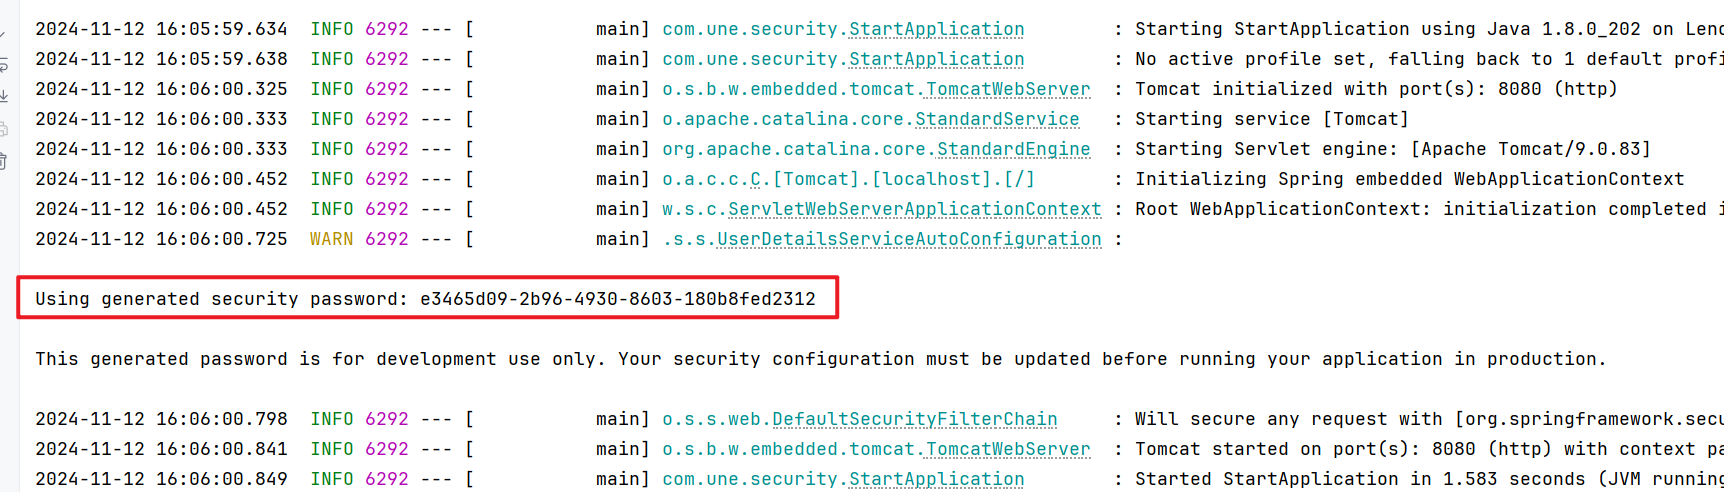 2024-11-12 16:05:59.634  INFO 6292 --- [           main] com.une.security.StartApplication        : Starting StartApplication using Java 1.8.0_202 on
2024-11-12 16:05:59.638  INFO 6292 --- [           main] com.une.security.StartApplication        : No active profile set, falling back to 1 default
2024-11-12 16:06:00.325  INFO 6292 --- [           main] o.s.b.w.embedded.tomcat.TomcatWebServer  : Tomcat initialized with port(s): 8080 (http)
2024-11-12 16:06:00.333  INFO 6292 --- [           main] o.apache.catalina.core.StandardService   : Starting service [Tomcat]
2024-11-12 16:06:00.333  INFO 6292 --- [           main] org.apache.catalina.core.StandardEngine  : Starting Servlet engine: [Apache Tomcat/9.0.83]
2024-11-12 16:06:00.452  INFO 6292 --- [           main] o.a.c.c.C.[Tomcat].[localhost].[/]       : Initializing Spring embedded WebApplicationContext
2024-11-12 16:06:00.452  INFO 6292 --- [           main] w.s.c.ServletWebServerApplicationContext : Root WebApplicationContext: initialization completed
2024-11-12 16:06:00.725  WARN 6292 --- [           main] .s.s.UserDetailsServiceAutoConfiguration :
Using generated security password: e3465d09-2b96-4930-8603-180b8fed2312
This generated password is for development use only. Your security configuration must be updated before running your application in production.
2024-11-12 16:06:00.798  INFO 6292 --- [           main] o.s.s.web.DefaultSecurityFilterChain     : Will secure any request with [org.springframework.secu
2024-11-12 16:06:00.841  INFO 6292 --- [           main] o.s.b.w.embedded.tomcat.TomcatWebServer  : Tomcat started on port(s): 8080 (http) with context
2024-11-12 16:06:00.849  INFO 6292 --- [           main] com.une.security.StartApplication        : Started StartApplication in 1.583 seconds (JVM running